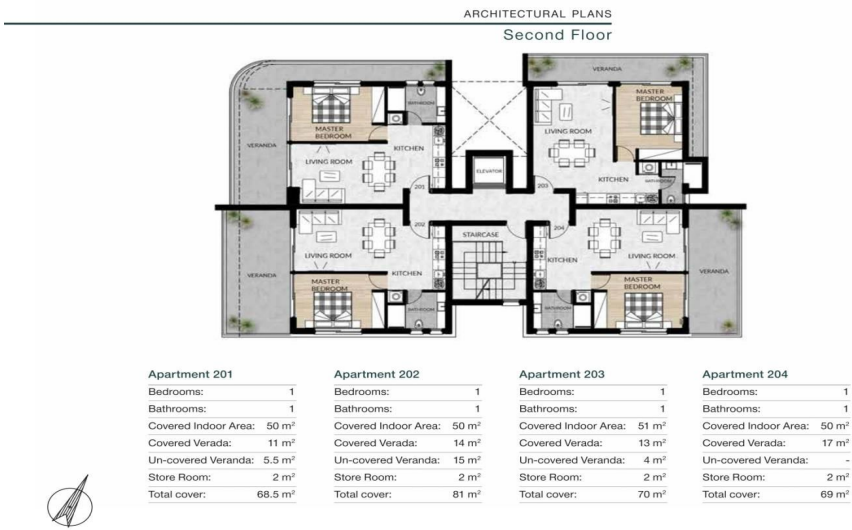 ARCHITECTURAL PLANS
Second Floor
VERANDA
MASTER
BEDROOM
BATHROOM
MASTER
BEDROOM
LIVING ROOM
KITCHEN
VERANDA
LIVING ROOM
ELEVATOR
KITCHEN
BATHROOM
201
203
202
204
STAIRCASE
LIVING ROOM
KITCHEN
LIVING ROOM
VERANDA
KITCHEN
VERANDA
MASTER
BEDROOM
MASTER
BEDROOM
BATHROOM
BATHROOM
Apartment 201
Bedrooms: 1
Bathrooms: 1
Covered Indoor Area: 50 m²
Covered Verada: 11 m²
Un-covered Veranda: 5.5 m²
Store Room: 2 m²
Total cover: 68.5 m²
Apartment 202
Bedrooms: 1
Bathrooms: 1
Covered Indoor Area: 50 m²
Covered Verada: 14 m²
Un-covered Veranda: 15 m²
Store Room: 2 m²
Total cover: 81 m²
Apartment 203
Bedrooms: 1
Bathrooms: 1
Covered Indoor Area: 51 m²
Covered Verada: 13 m²
Un-covered Veranda: 4 m²
Store Room: 2 m²
Total cover: 70 m²
Apartment 204
Bedrooms: 1
Bathrooms: 1
Covered Indoor Area: 50 m²
Covered Verada: 17 m²
Un-covered Veranda: -
Store Room: 2 m²
Total cover: 69 m²